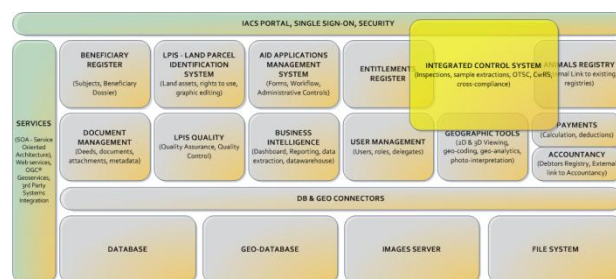 IACS PORTAL, SINGLE SIGN-ON, SECURITY
SERVICES
(SOA - Service
Oriented
Architecture),
Web services,
OGC®
Geoservices,
3rd Party
Systems
Integration
BENEFICIARY
REGISTER
(Subjects, Beneficiary
Dossier)
LPIS - LAND PARCEL
IDENTIFICATION
SYSTEM
(Land assets, rights to use,
graphic editing)
AID APPLICATIONS
MANAGEMENT
SYSTEM
(Forms, Workflow,
Administrative Controls)
ENTITLEMENTS
REGISTER
INTEGRATED CONTROL SYSTEM
(Inspections, sample extractions, OTSC, CwRS,
cross-compliance)
ANIMALS REGISTRY
Link to existing
registries)
DOCUMENT
MANAGEMENT
(Deeds, documents,
attachments, metadata)
LPIS QUALITY
(Quality Assurance, Quality
Control)
BUSINESS
INTELLIGENCE
(Dashboard, Reporting, data
extraction, datawarehouse)
USER MANAGEMENT
(Users, roles, delegates)
GEOGRAPHIC TOOLS
(2D & 3D Viewing,
geo-coding, geo-analytics,
photo-interpretation)
PAYMENTS
(Calculation, deductions)
ACCOUNTANCY
(Debtors Registry, External
link to Accountancy)
DB & GEO CONNECTORS
DATABASE
GEO-DATABASE
IMAGES SERVER
FILE SYSTEM